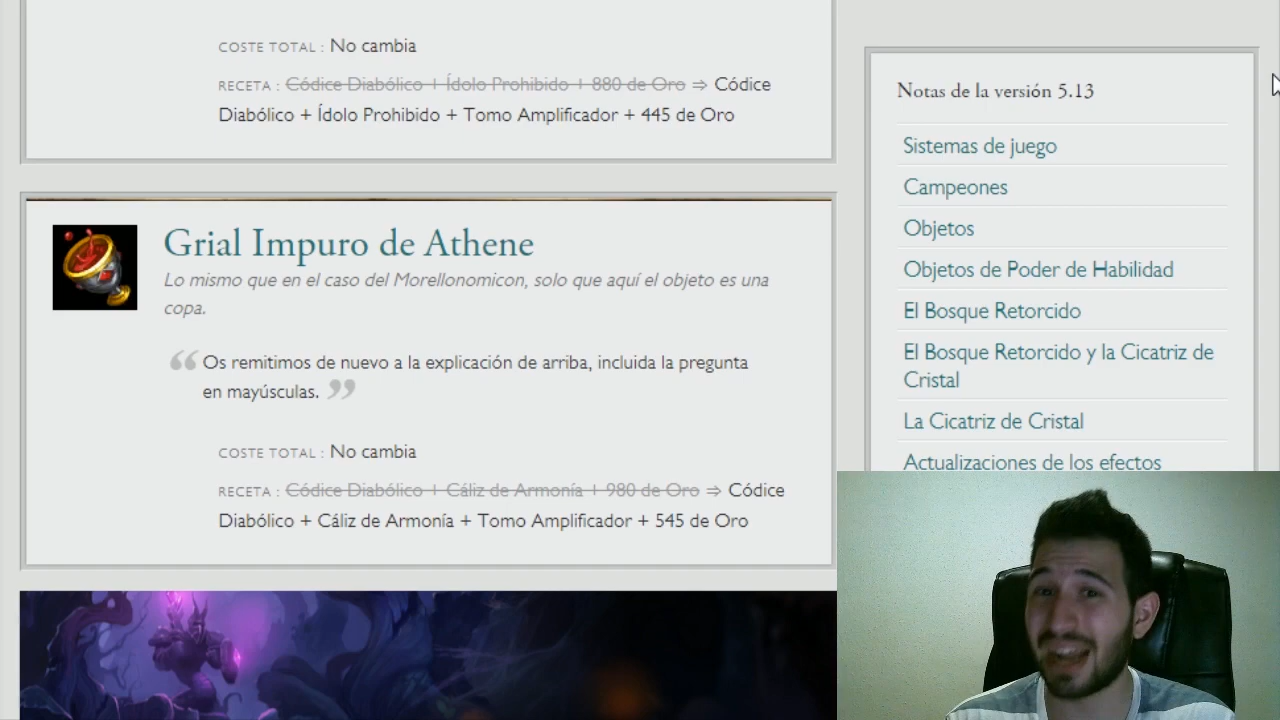 COSTE TOTAL : No cambia
RECETA : Códice Diabólico + Ídolo Prohibido + 880 de Oro ⇒ Códice
Diabólico + Ídolo Prohibido + Tomo Amplificador + 445 de Oro
Grial Impuro de Athene
Lo mismo que en el caso del Morellonomicon, solo que aquí el objeto es una
copa.
“ Os remitimos de nuevo a la explicación de arriba, incluida la pregunta
en mayúsculas. ”
COSTE TOTAL : No cambia
RECETA : Códice Diabólico + Cáliz de Armonía + 980 de Oro ⇒ Códice
Diabólico + Cáliz de Armonía + Tomo Amplificador + 545 de Oro
Notas de la versión 5.13
Sistemas de juego
Campeones
Objetos
Objetos de Poder de Habilidad
El Bosque Retorcido
El Bosque Retorcido y la Cicatriz de
Cristal
La Cicatriz de Cristal
Actualizaciones de los efectos